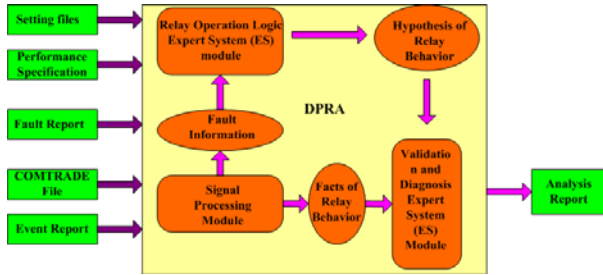 Setting files
Performance
Specification
Fault Report
COMTRADE
File
Event Report
Relay Operation Logic
Expert System (ES)
module
Hypothesis of
Relay
Behavior
DPRA
Fault
Information
Signal
Processing
Module
Facts of
Relay
Behavior
Validatio
n and
Diagnosis
Expert
System
(ES)
Module
Analysis
Report